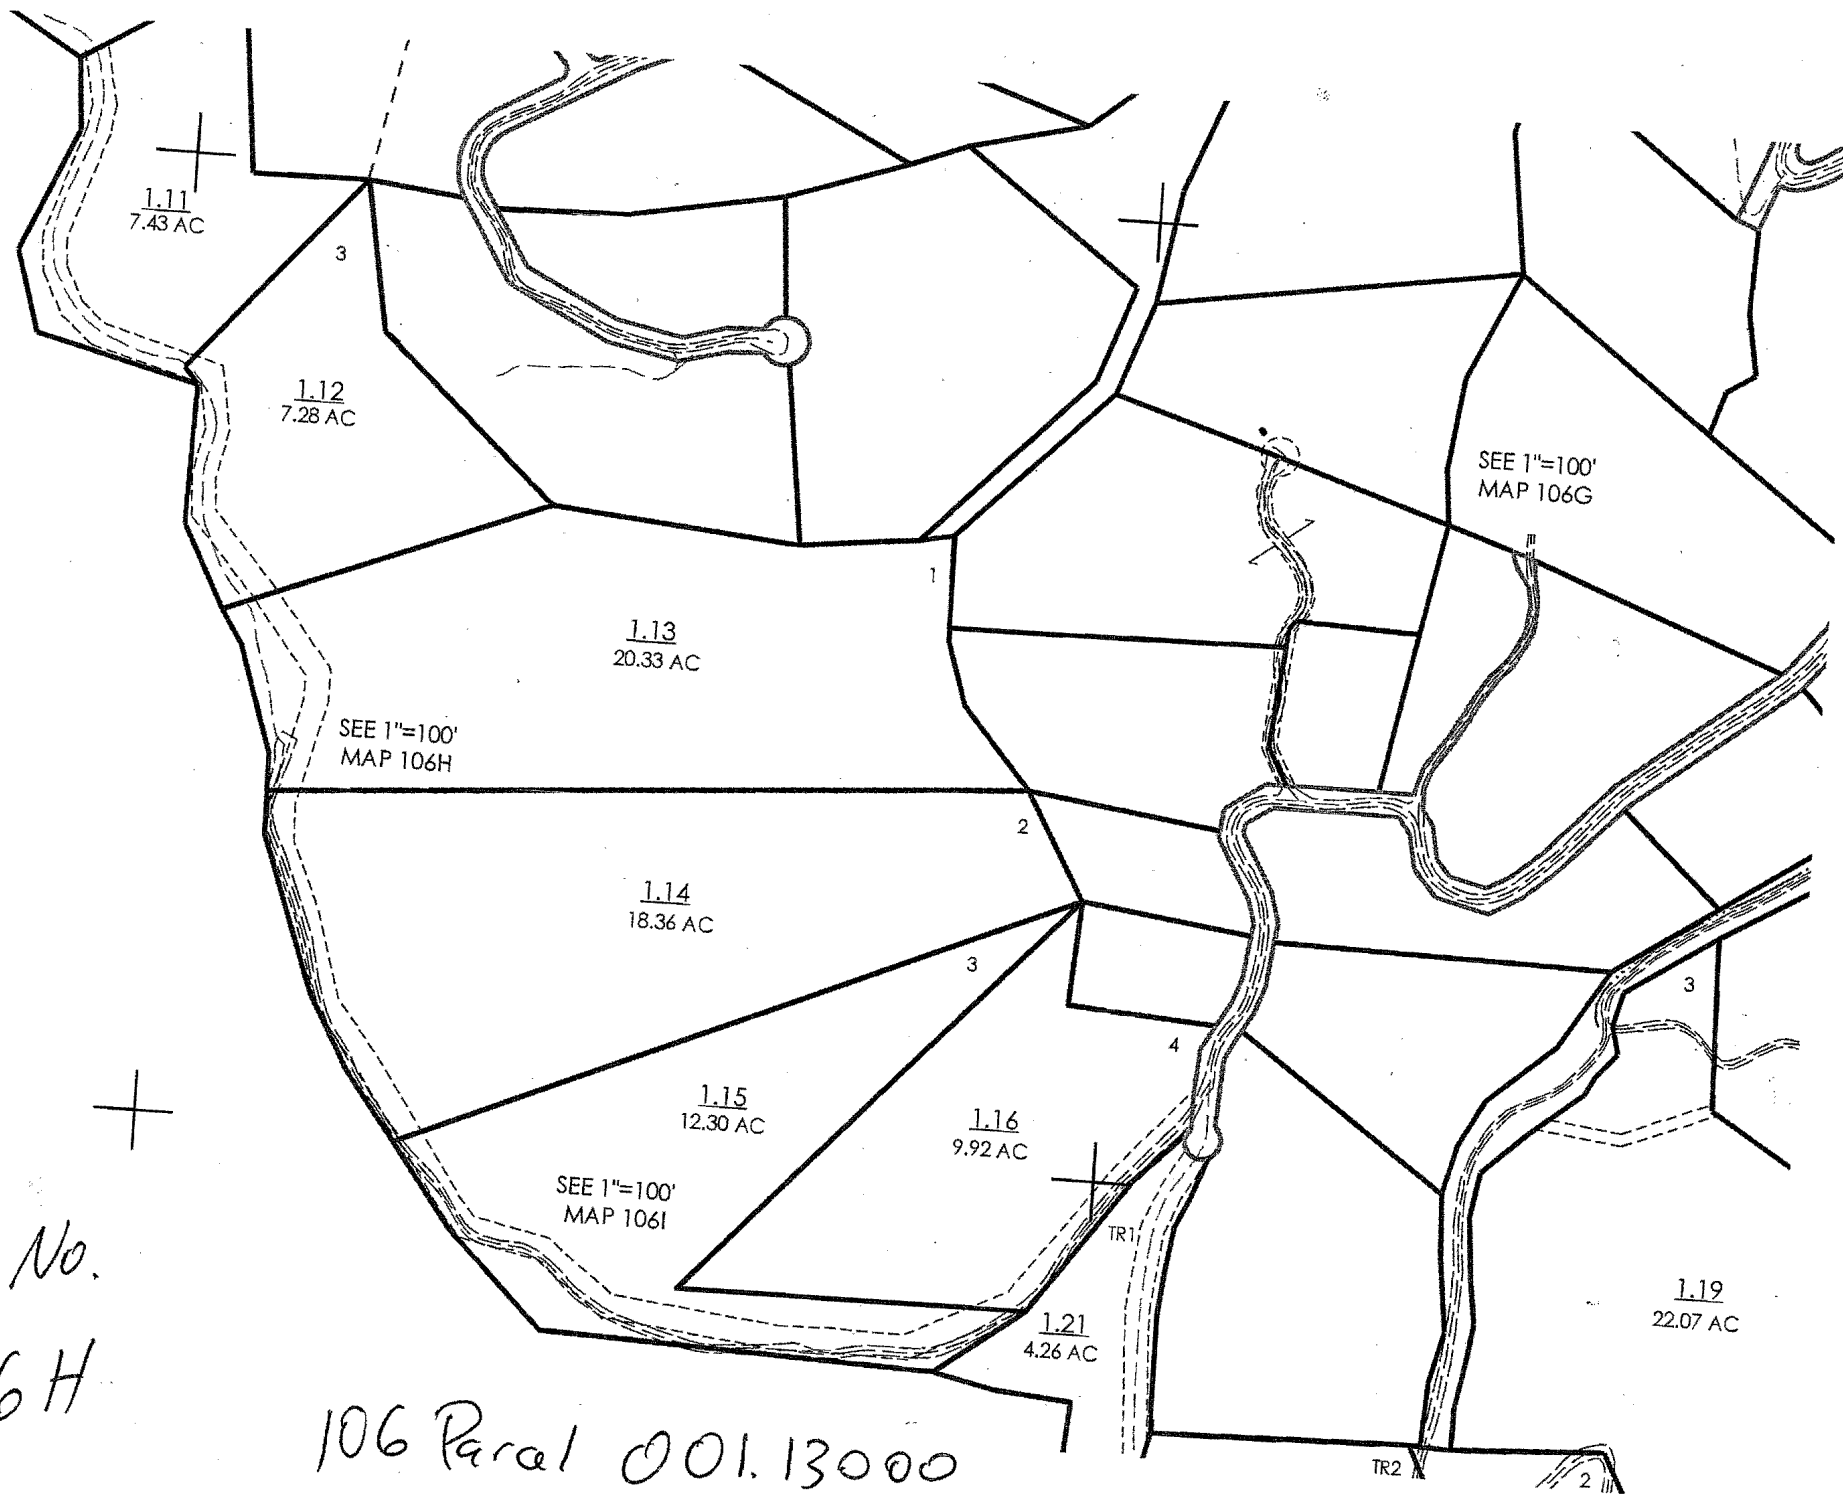 1.11
7.43 AC
3
1.12
7.28 AC
SEE 1"=100'
MAP 106G
1
1.13
20.33 AC
SEE 1"=100'
MAP 106H
2
1.14
18.36 AC
3
3
4
1.15
12.30 AC
1.16
9.92 AC
SEE 1"=100'
MAP 106I
TR1
No.
1.19
22.07 AC
1.21
4.26 AC
6 H
106 Parcel 001.13000
TR2
2